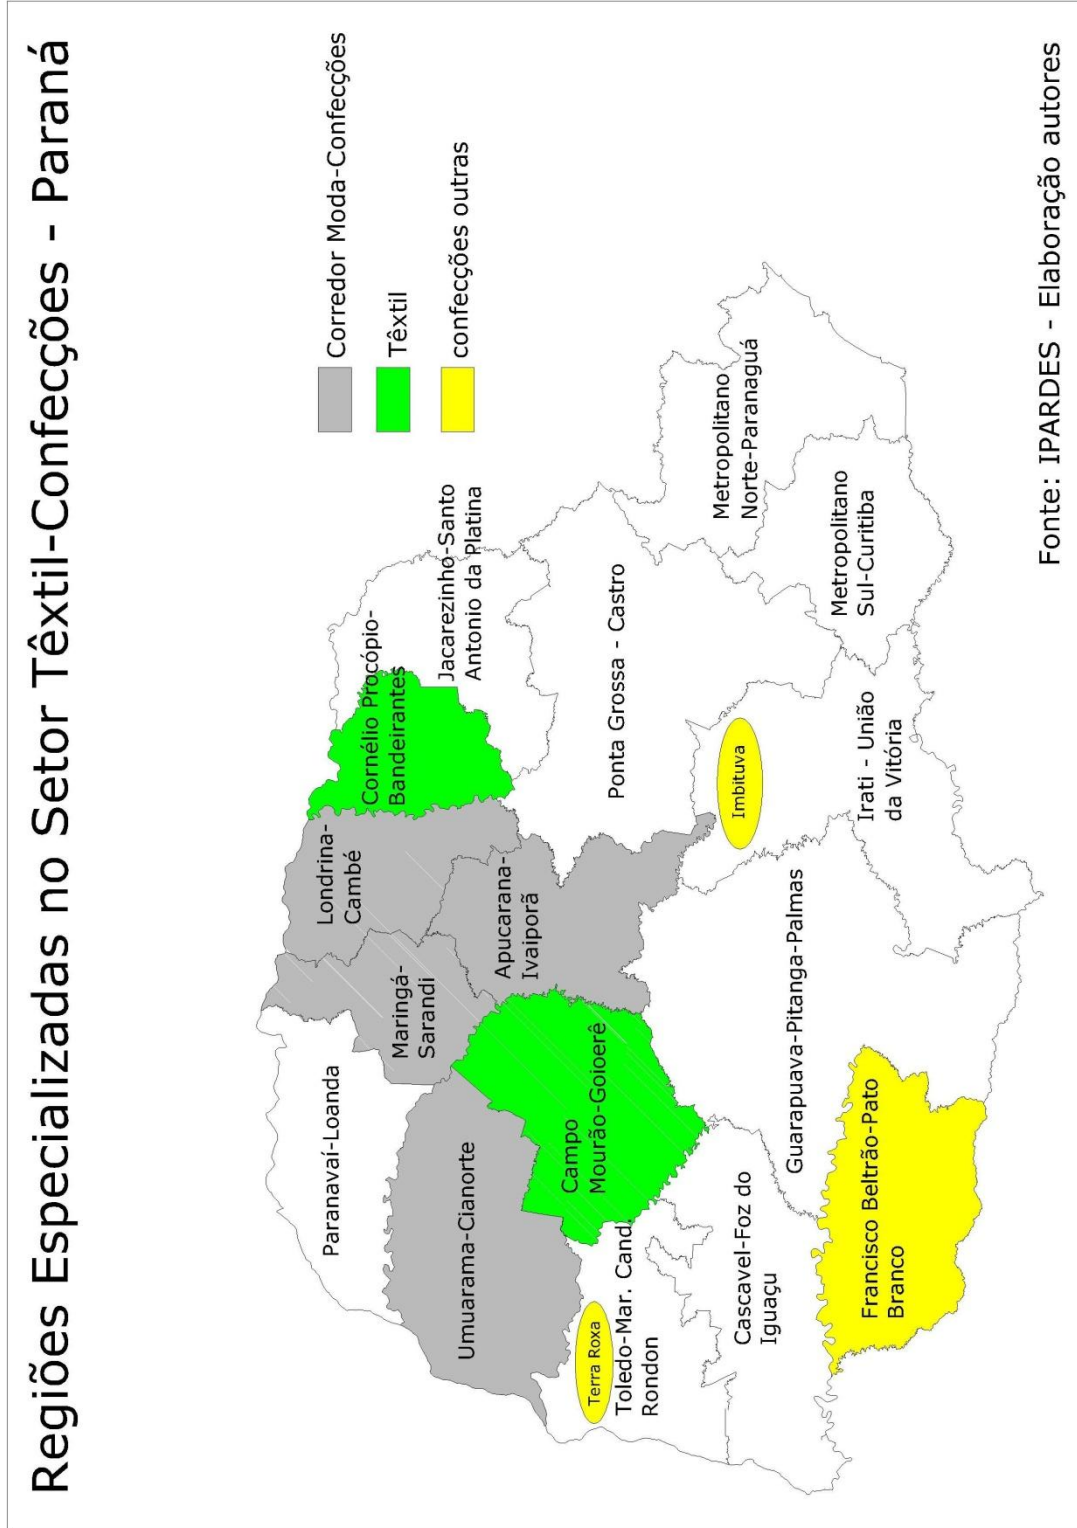 Regiões Especializadas no Setor Têxtil-Confecções - Paraná
Corredor Moda-Confecções
Têxtil
confecções outras
Paranavaí-Loanda
Londrina-
Cambé
Cornélio Procópio-
Bandeirantes
Maringá-
Sarandi
Jacarezinho-Santo
Antonio da Platina
Umuarama-Cianorte
Apucarana-
Ivaiporã
Campo
Mourão-Goioerê
Ponta Grossa - Castro
Terra Roxa
Toledo-Mar. Cand
Rondon
Metropolitano
Norte-Paranaguá
Imbituva
Cascavel-Foz do
Iguaçu
Guarapuava-Pitanga-Palmas
Metropolitano
Sul-Curitiba
Irati - União
da Vitória
Francisco Beltrão-Pato
Branco
Fonte: IPARDES - Elaboração autores